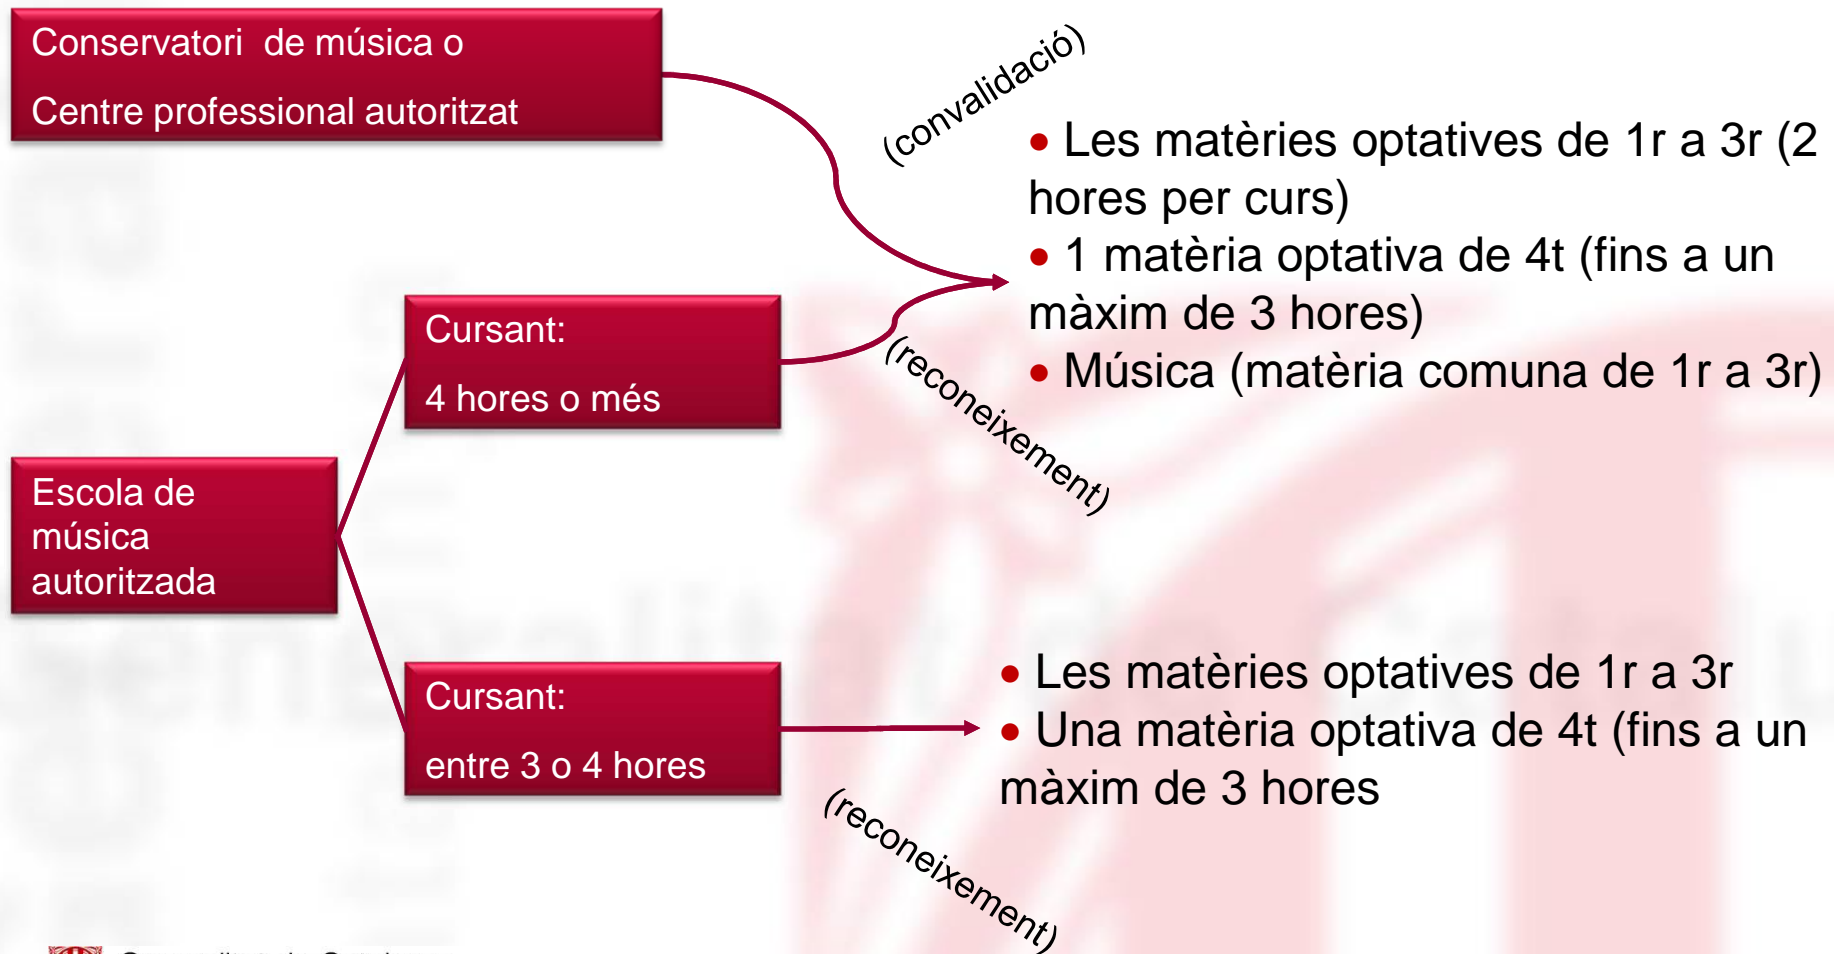 Conservatori de música o
Centre professional autoritzat
(convalidació)
• Les matèries optatives de 1r a 3r (2
hores per curs)
• 1 matèria optativa de 4t (fins a un
màxim de 3 hores)
• Música (matèria comuna de 1r a 3r)
Cursant:
4 hores o més
(reconeixement)
Escola de
música
autoritzada
Cursant:
entre 3 o 4 hores
• Les matèries optatives de 1r a 3r
• Una matèria optativa de 4t (fins a un
màxim de 3 hores
(reconeixement)